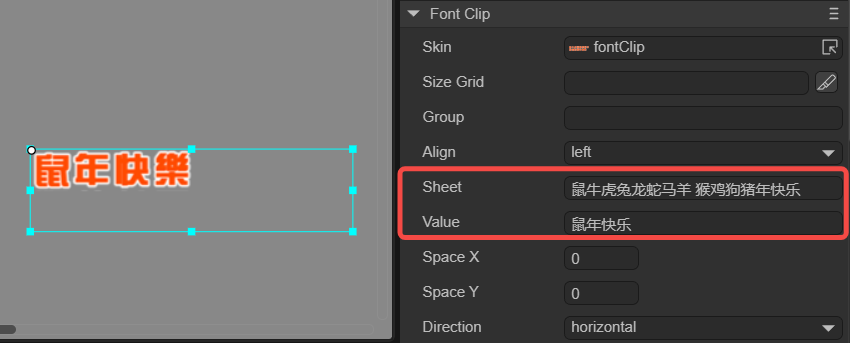 Font Clip
Skin
fontClip
Size Grid
Group
Align
left
鼠年快樂
Sheet
鼠牛虎兔龙蛇马羊 猴鸡狗猪年快乐
Value
鼠年快乐
Space X
0
Space Y
0
Direction
horizontal